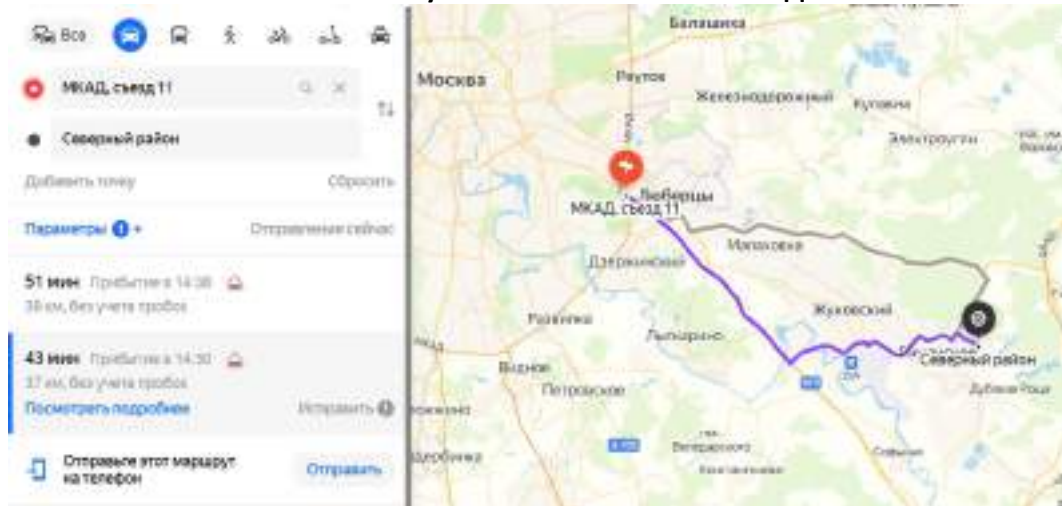 Все
МКАД, съезд 11
Северный район
Добавить точку
Сбросить
Параметры 1
Отправление сейчас
51 мин Прибытие в 14:38
38 км, без учета пробок
43 мин Прибытие в 14:30
37 км, без учета пробок
Посмотреть подробнее
Исправить
Отправьте этот маршрут
на телефон
Отправить
Балашиха
Москва
Реутов
Железнодорожный
Купавна
Электроугли
Люберцы
МКАД, съезд 11
Малаховка
Дзержинский
Жуковский
Развилка
Лыткарино
Северный район
Видное
Петровское
Дубовая Роща